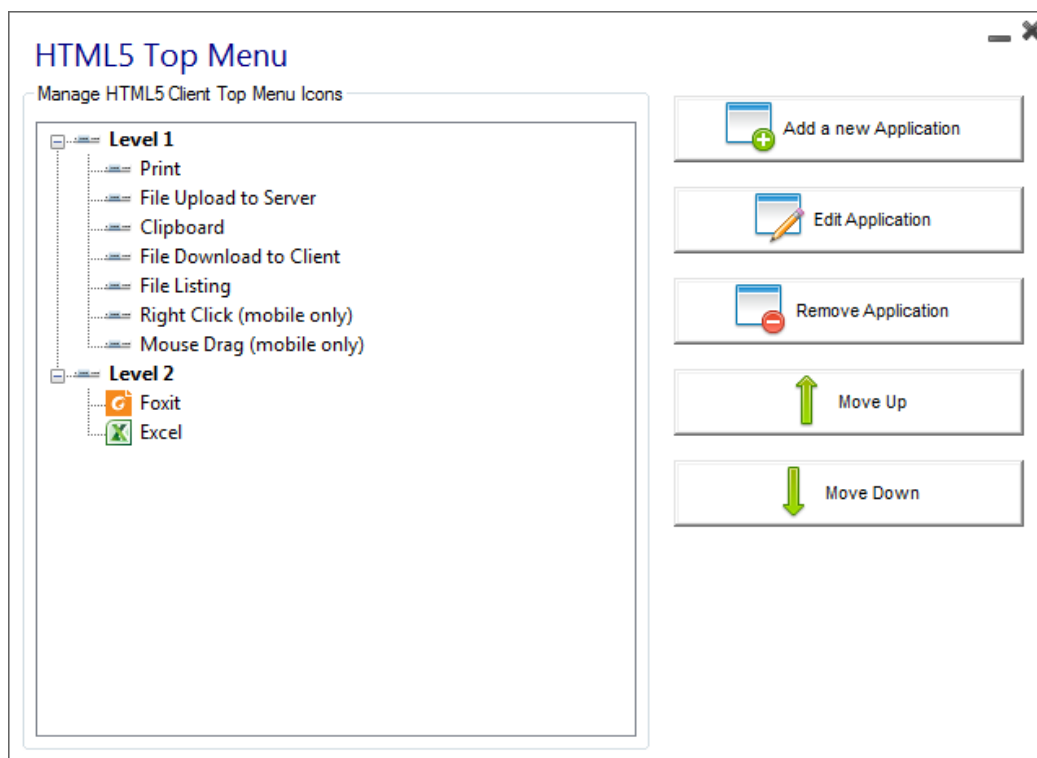 HTML5 Top Menu
Manage HTML5 Client Top Menu Icons
Level 1
Print
File Upload to Server
Clipboard
File Download to Client
File Listing
Right Click (mobile only)
Mouse Drag (mobile only)
Level 2
Foxit
Excel
Add a new Application
Edit Application
Remove Application
Move Up
Move Down